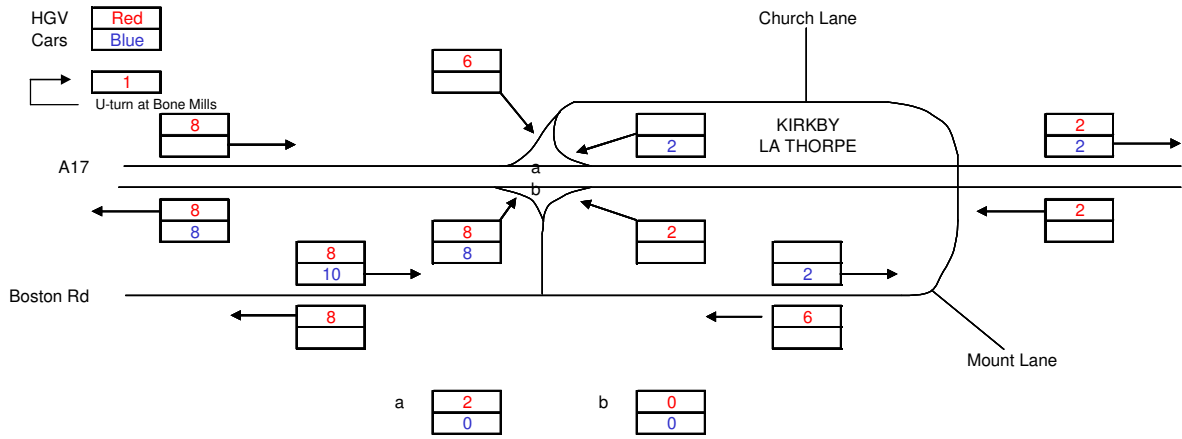 HGV Red
Cars Blue
1
U-turn at Bone Mills
Church Lane
6
8
KIRKBY
LA THORPE
2
2
2
A17
a
b
8
8
8
8
2
2
8
10
2
Boston Rd
8
6
Mount Lane
a 2 b 0
0 0